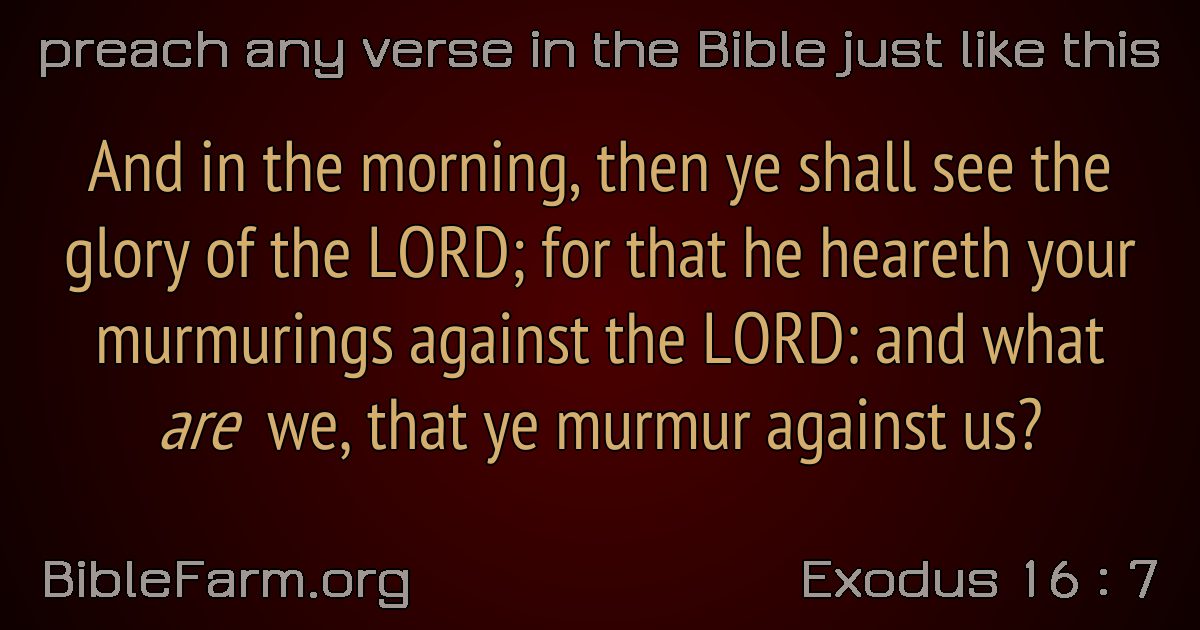 preach any verse in the Bible just like this
And in the morning, then ye shall see the
glory of the LORD; for that he heareth your
murmurings against the LORD: and what
are we, that ye murmur against us?
BibleFarm.org
Exodus 16 : 7